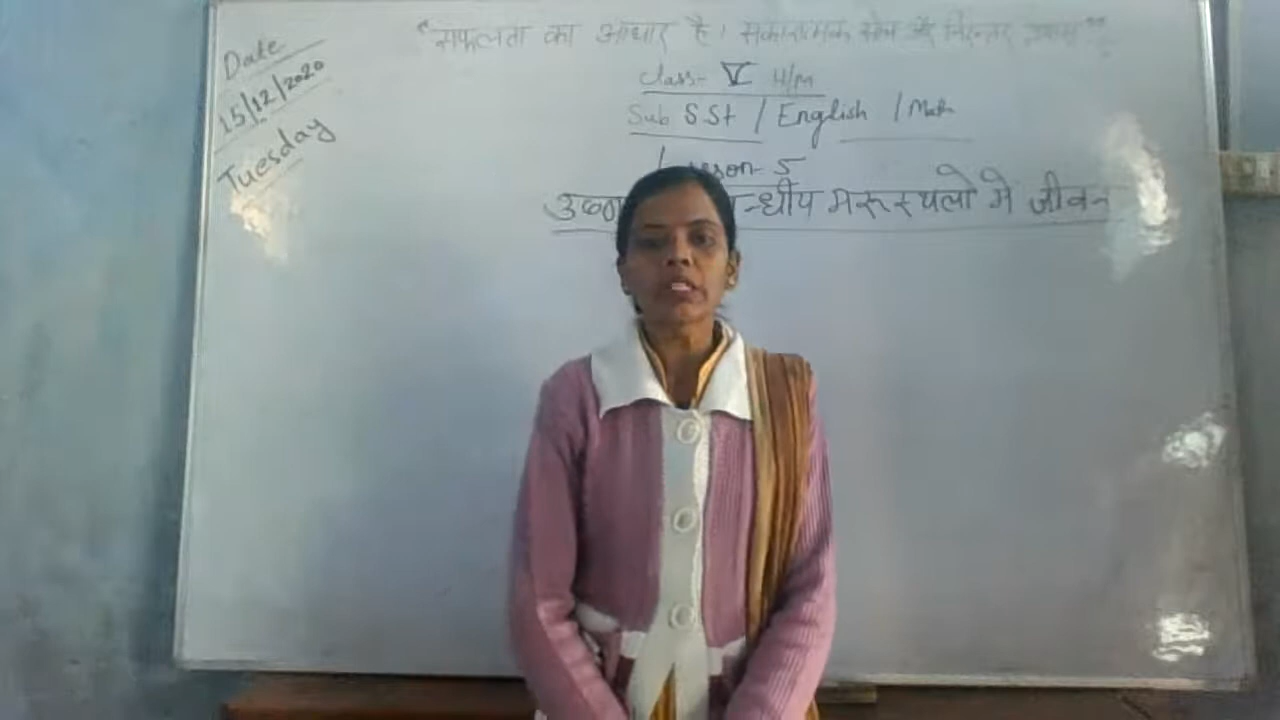 Date
15/12/2020
Tuesday
"सफलता का आधार है। सकारात्मक सोच और निरन्तर प्रयास"
Class- V H/m
Sub SSt / English / Math
Lesson- 5
न्धीय मरूस्थलो मे जीवन